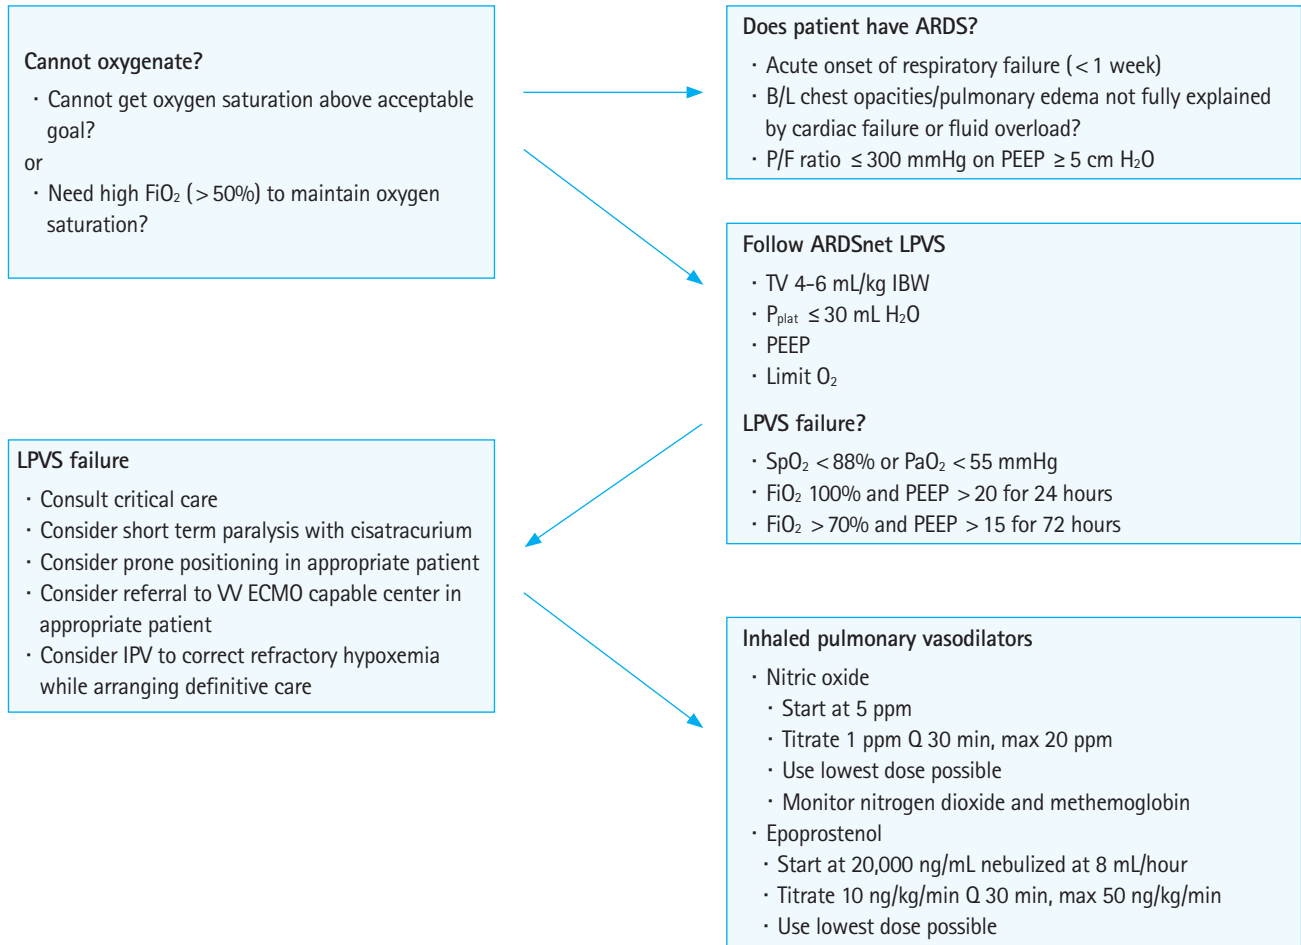 Cannot oxygenate?
· Cannot get oxygen saturation above acceptable
goal?
or
· Need high FiO₂ (> 50%) to maintain oxygen
saturation?
Does patient have ARDS?
· Acute onset of respiratory failure (< 1 week)
· B/L chest opacities/pulmonary edema not fully explained
by cardiac failure or fluid overload?
· P/F ratio ≤ 300 mmHg on PEEP ≥ 5 cm H₂O
Follow ARDSnet LPVS
· TV 4–6 mL/kg IBW
· Pplat ≤ 30 mL H₂O
· PEEP
· Limit O₂
LPVS failure?
· SpO₂ < 88% or PaO₂ < 55 mmHg
· FiO₂ 100% and PEEP > 20 for 24 hours
· FiO₂ > 70% and PEEP > 15 for 72 hours
LPVS failure
· Consult critical care
· Consider short term paralysis with cisatracurium
· Consider prone positioning in appropriate patient
· Consider referral to VV ECMO capable center in
appropriate patient
· Consider IPV to correct refractory hypoxemia
while arranging definitive care
Inhaled pulmonary vasodilators
· Nitric oxide
· Start at 5 ppm
· Titrate 1 ppm Q 30 min, max 20 ppm
· Use lowest dose possible
· Monitor nitrogen dioxide and methemoglobin
· Epoprostenol
· Start at 20,000 ng/mL nebulized at 8 mL/hour
· Titrate 10 ng/kg/min Q 30 min, max 50 ng/kg/min
· Use lowest dose possible